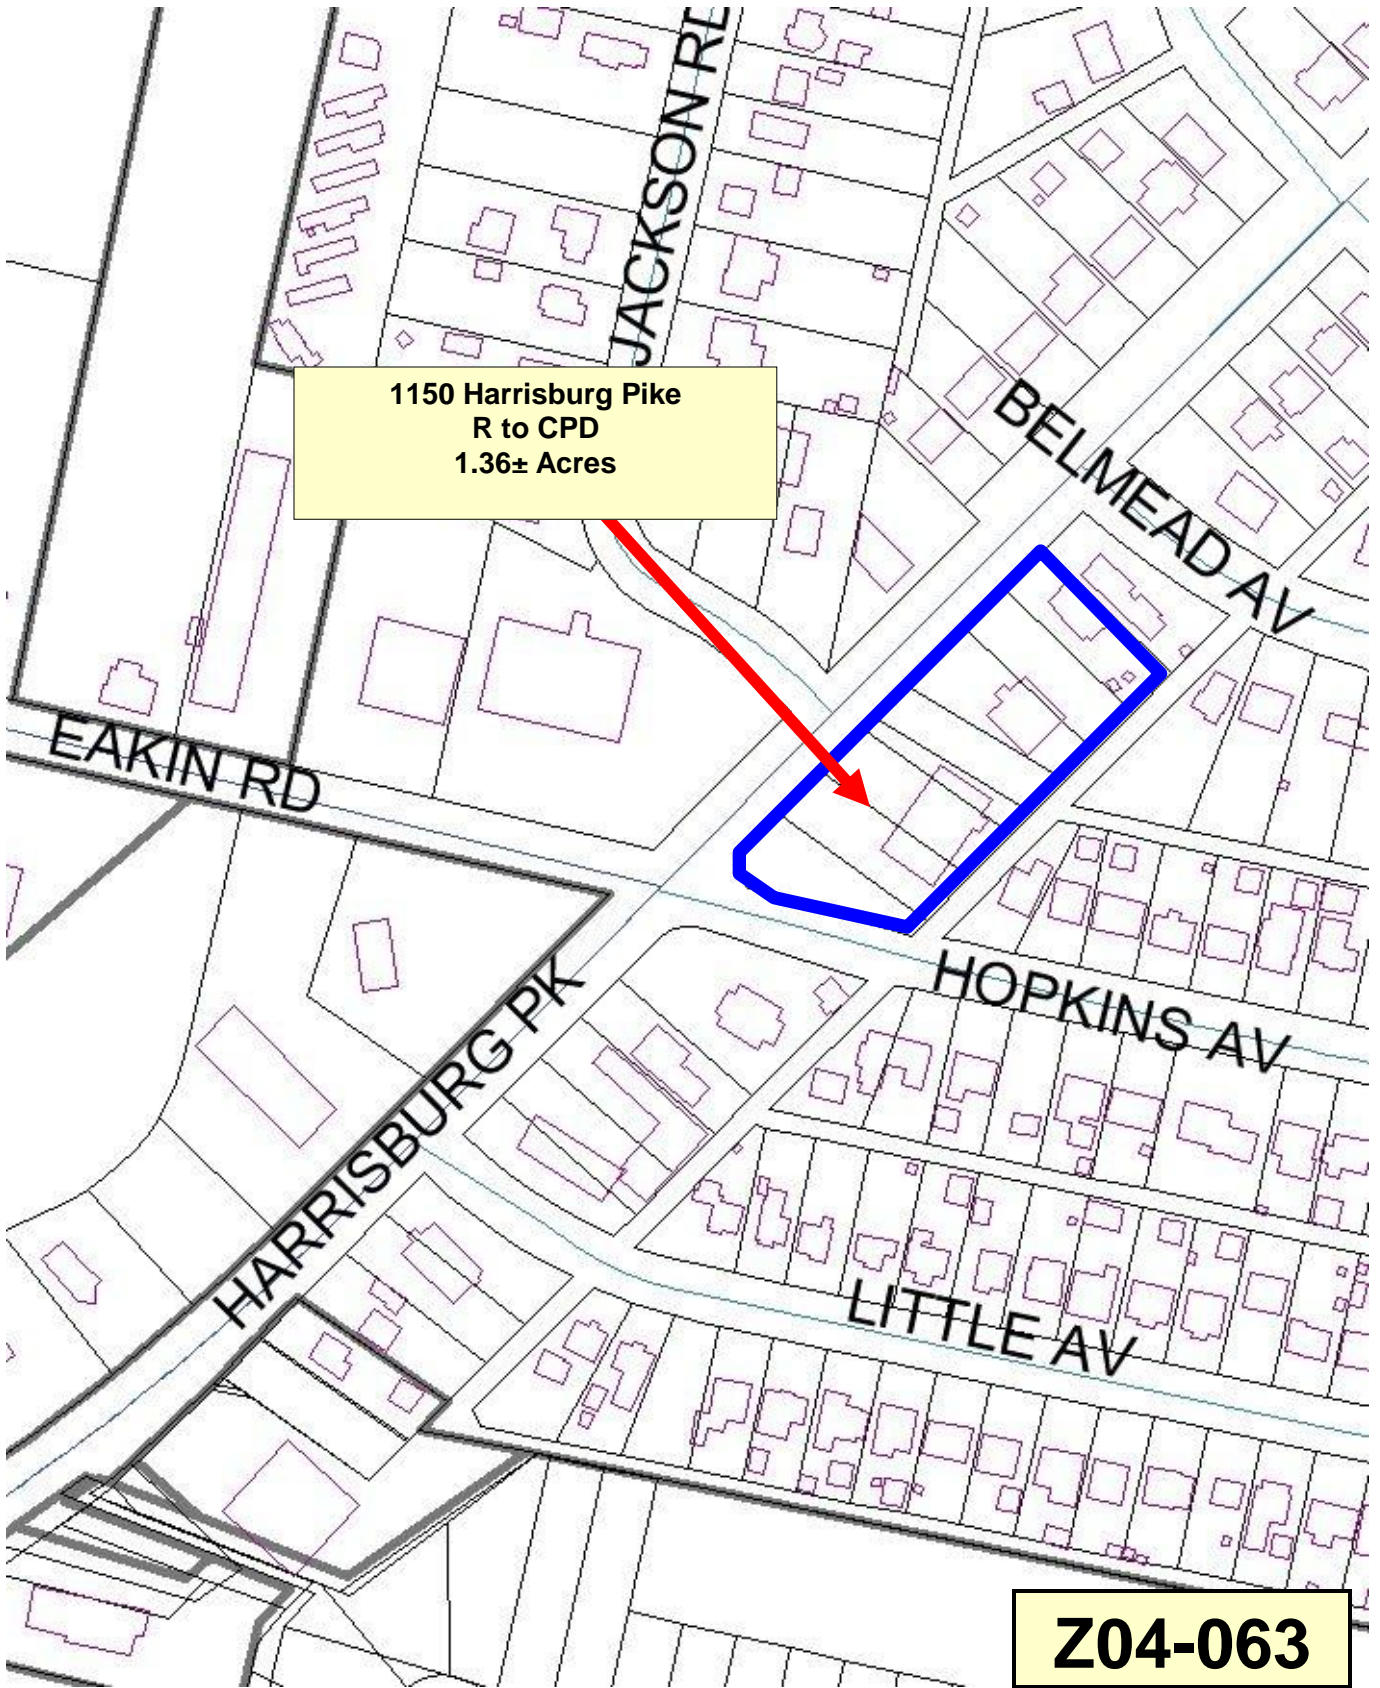 JACKSON RD
1150 Harrisburg Pike
R to CPD
1.36± Acres
BELMEAD AV
EAKIN RD
HOPKINS AV
HARRISBURG PK
LITTLE AV
Z04-063